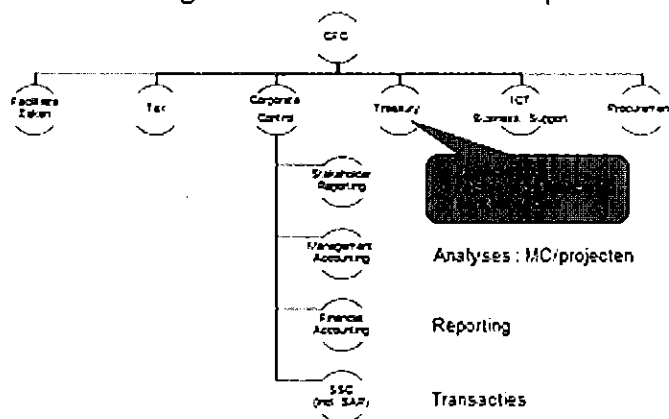 CFO
Facilitaire
Zaken
Tax
Corporate
Control
Treasury
ICT
Business Support
Procurement
Stakeholder
Reporting
Management
Accounting
Analyses : MC/projecten
Financial
Accounting
Reporting
SSC
(incl. SAP)
Transacties